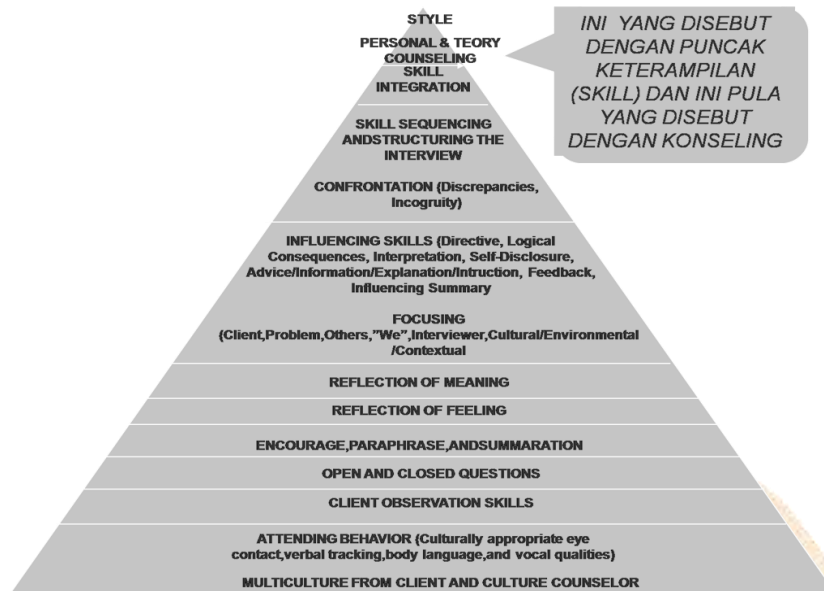 STYLE
PERSONAL & TEORY
COUNSELING
SKILL
INTEGRATION
SKILL SEQUENCING
ANDSTRUCTURING THE
INTERVIEW
CONFRONTATION (Discrepancies,
Incogruity)
INFLUENCING SKILLS (Directive, Logical
Consequences, Interpretation, Self-Disclosure,
Advice/Information/Explanation/Intruction, Feedback,
Influencing Summary
FOCUSING
(Client,Problem,Others,"We",Interviewer,Cultural/Environmental
/Contextual
REFLECTION OF MEANING
REFLECTION OF FEELING
ENCOURAGE,PARAPHRASE,ANDSUMMARATION
OPEN AND CLOSED QUESTIONS
CLIENT OBSERVATION SKILLS
ATTENDING BEHAVIOR (Culturally appropriate eye
contact,verbal tracking,body language,and vocal qualities)
MULTICULTURE FROM CLIENT AND CULTURE COUNSELOR
INI YANG DISEBUT
DENGAN PUNCAK
KETERAMPILAN
(SKILL) DAN INI PULA
YANG DISEBUT
DENGAN KONSELING